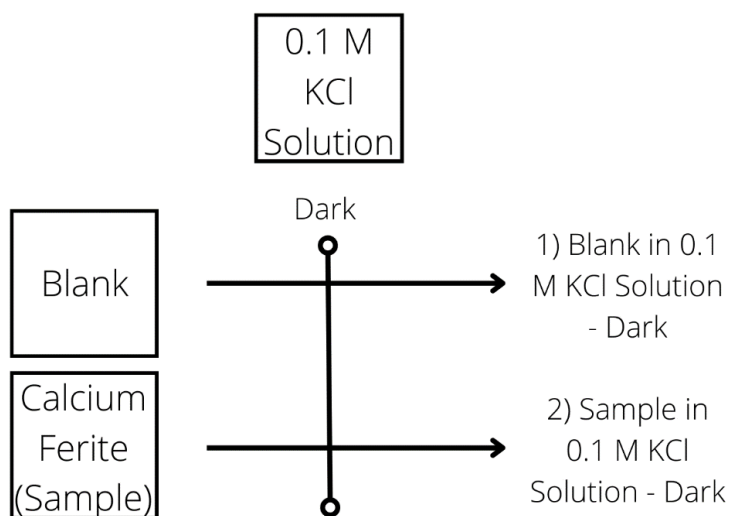 0.1 M
KCl
Solution
Dark
Blank
1) Blank in 0.1
M KCl Solution
- Dark
Calcium
Ferite
(Sample)
2) Sample in
0.1 M KCl
Solution - Dark